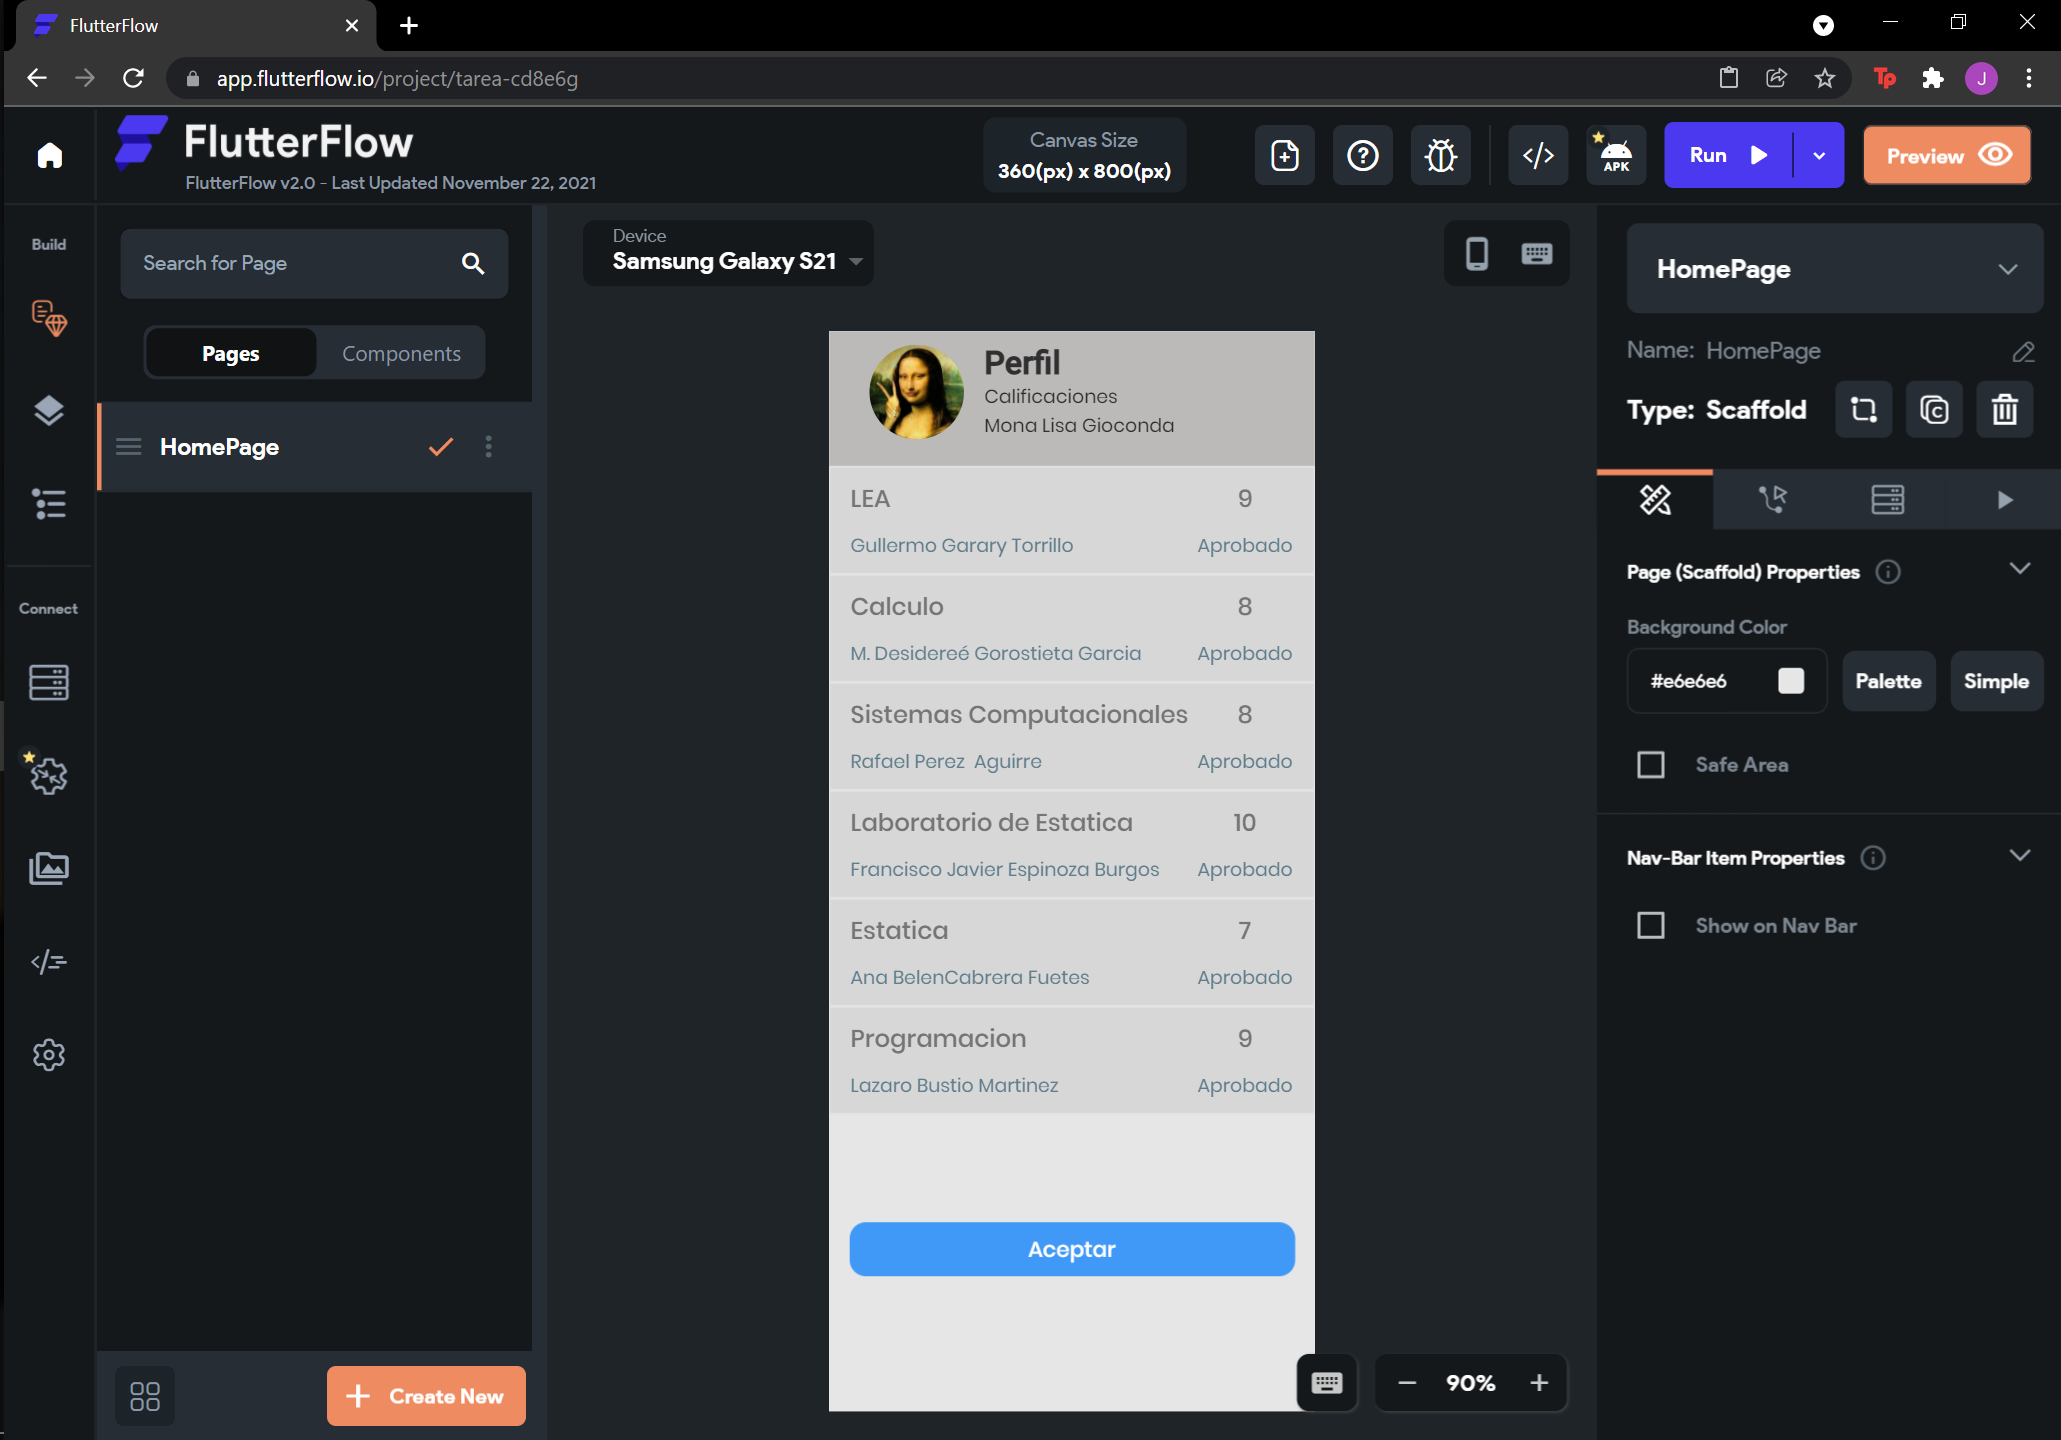 FlutterFlow
app.flutterflow.io/project/tarea-cd8e6g
Tp
J
FlutterFlow
FlutterFlow v2.0 - Last Updated November 22, 2021
Canvas Size
360(px) x 800(px)
APK
Run
Preview
Build
Connect
Search for Page
Pages
Components
HomePage
Create New
Device
Samsung Galaxy S21
Perfil
Calificaciones
Mona Lisa Gioconda
LEA 9
Gullermo Garary Torrillo Aprobado
Calculo 8
M. Desidereé Gorostieta Garcia Aprobado
Sistemas Computacionales 8
Rafael Perez Aguirre Aprobado
Laboratorio de Estatica 10
Francisco Javier Espinoza Burgos Aprobado
Estatica 7
Ana BelenCabrera Fuetes Aprobado
Programacion 9
Lazaro Bustio Martinez Aprobado
Aceptar
90%
HomePage
Name: HomePage
Type: Scaffold
Page (Scaffold) Properties
Background Color
#e6e6e6
Palette
Simple
Safe Area
Nav-Bar Item Properties
Show on Nav Bar